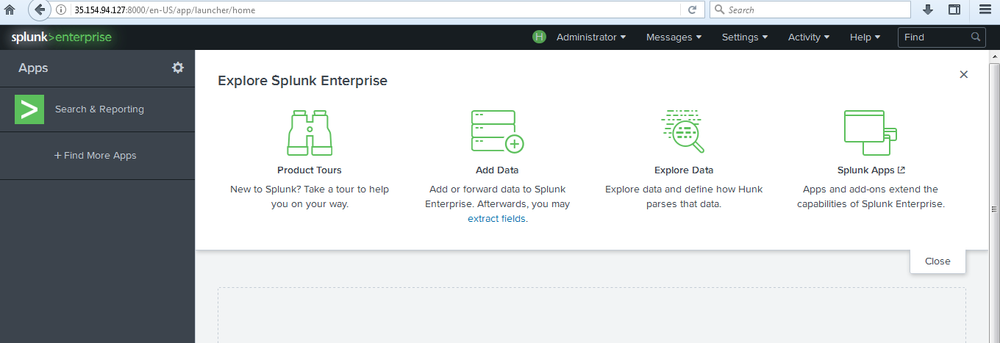 35.154.94.127:8000/en-US/app/launcher/home
Search
splunk>enterprise
H Administrator Messages Settings Activity Help Find
Apps
Search & Reporting
+ Find More Apps
Explore Splunk Enterprise
Product Tours
New to Splunk? Take a tour to help
you on your way.
Add Data
Add or forward data to Splunk
Enterprise. Afterwards, you may
extract fields.
Explore Data
Explore data and define how Hunk
parses that data.
Splunk Apps
Apps and add-ons extend the
capabilities of Splunk Enterprise.
Close